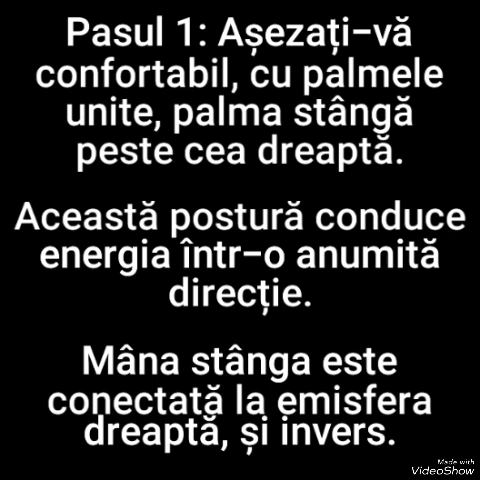 Pasul 1: Așezați-vă
confortabil, cu palmele
unite, palma stângă
peste cea dreaptă.
Această postură conduce
energia într-o anumită
direcție.
Mâna stânga este
conectată la emisfera
dreaptă, și invers.
Made with
VideoShow